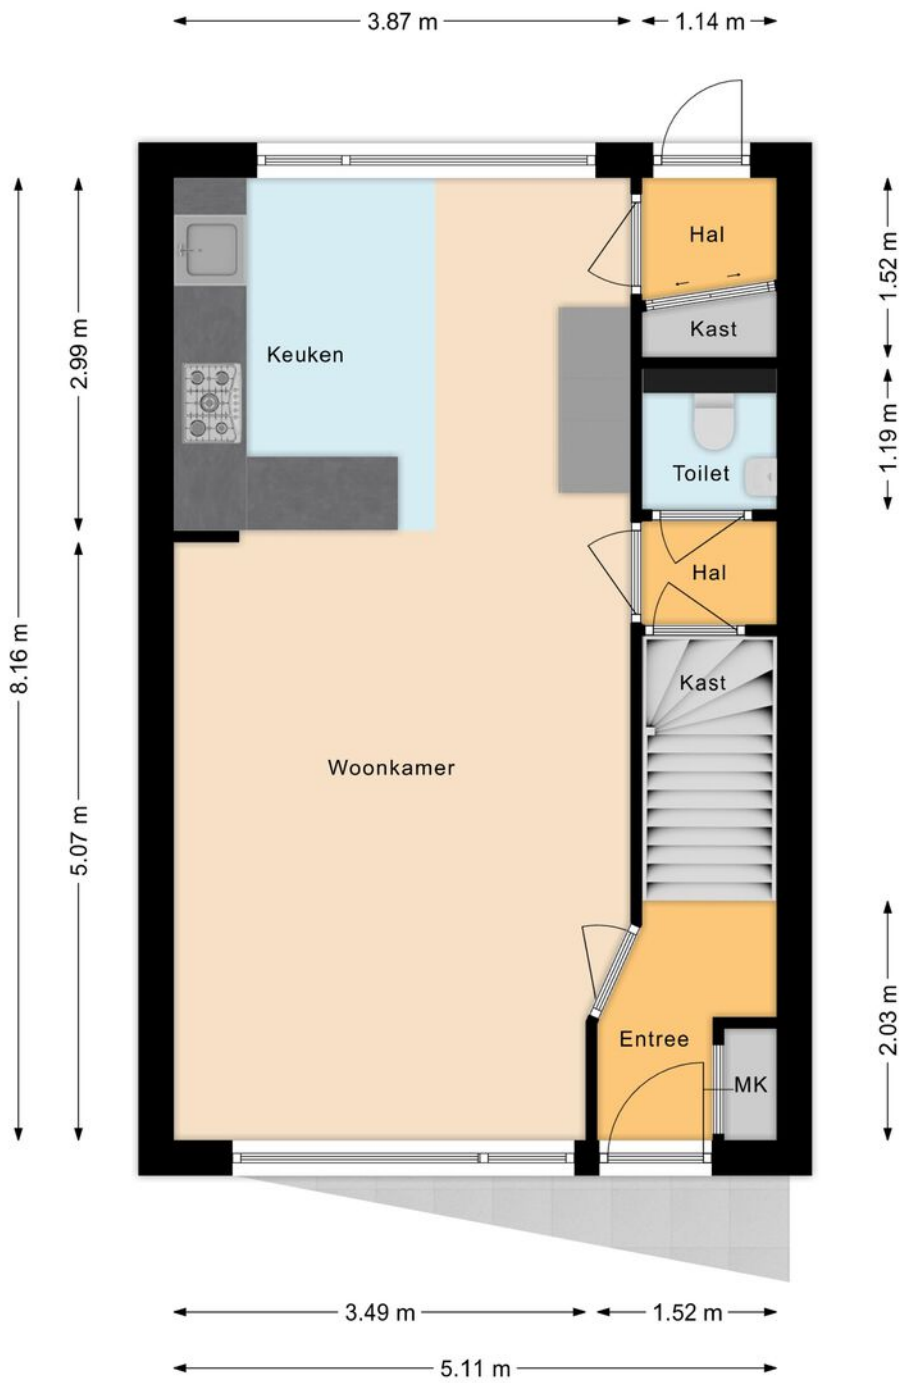 3.87 m
1.14 m
Hal
1.52 m
Kast
2.99 m
Keuken
1.19 m
Toilet
Hal
8.16 m
Kast
Woonkamer
5.07 m
2.03 m
Entree
MK
3.49 m
1.52 m
5.11 m